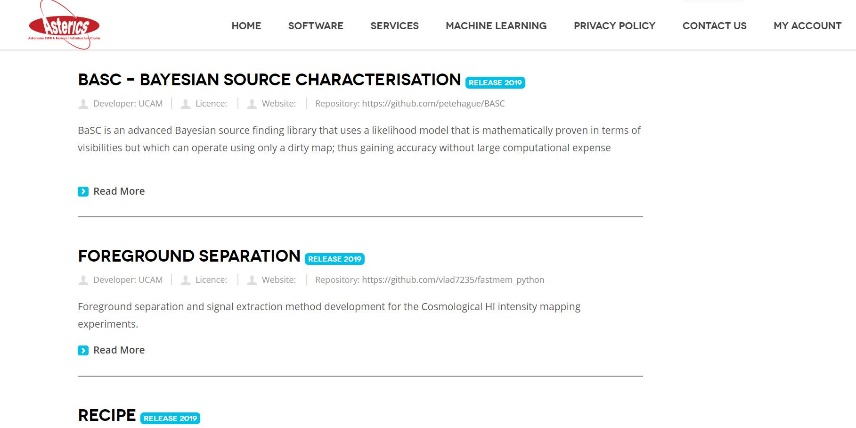 Asterics
HOME SOFTWARE SERVICES MACHINE LEARNING PRIVACY POLICY CONTACT US MY ACCOUNT
BASC – BAYESIAN SOURCE CHARACTERISATION RELEASE 2019
Developer: UCAM Licence: Website: Repository: https://github.com/petehague/BASC
BaSC is an advanced Bayesian source finding library that uses a likelihood model that is mathematically proven in terms of
visibilities but which can operate using only a dirty map; thus gaining accuracy without large computational expense
Read More
FOREGROUND SEPARATION RELEASE 2019
Developer: UCAM Licence: Website: Repository: https://github.com/vlad7235/fastmem_python
Foreground separation and signal extraction method development for the Cosmological HI intensity mapping
experiments.
Read More
RECIPE RELEASE 2019